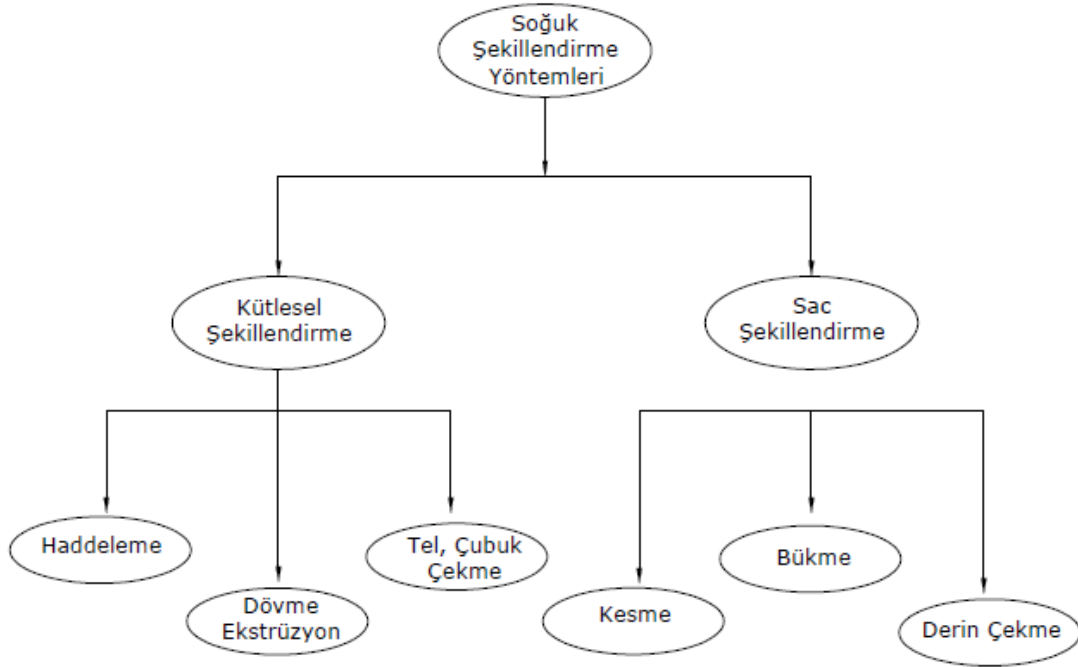 Soğuk
Şekillendirme
Yöntemleri
Kütlesel
Şekillendirme
Sac
Şekillendirme
Haddeleme
Dövme
Ekstrüzyon
Tel, Çubuk
Çekme
Kesme
Bükme
Derin Çekme